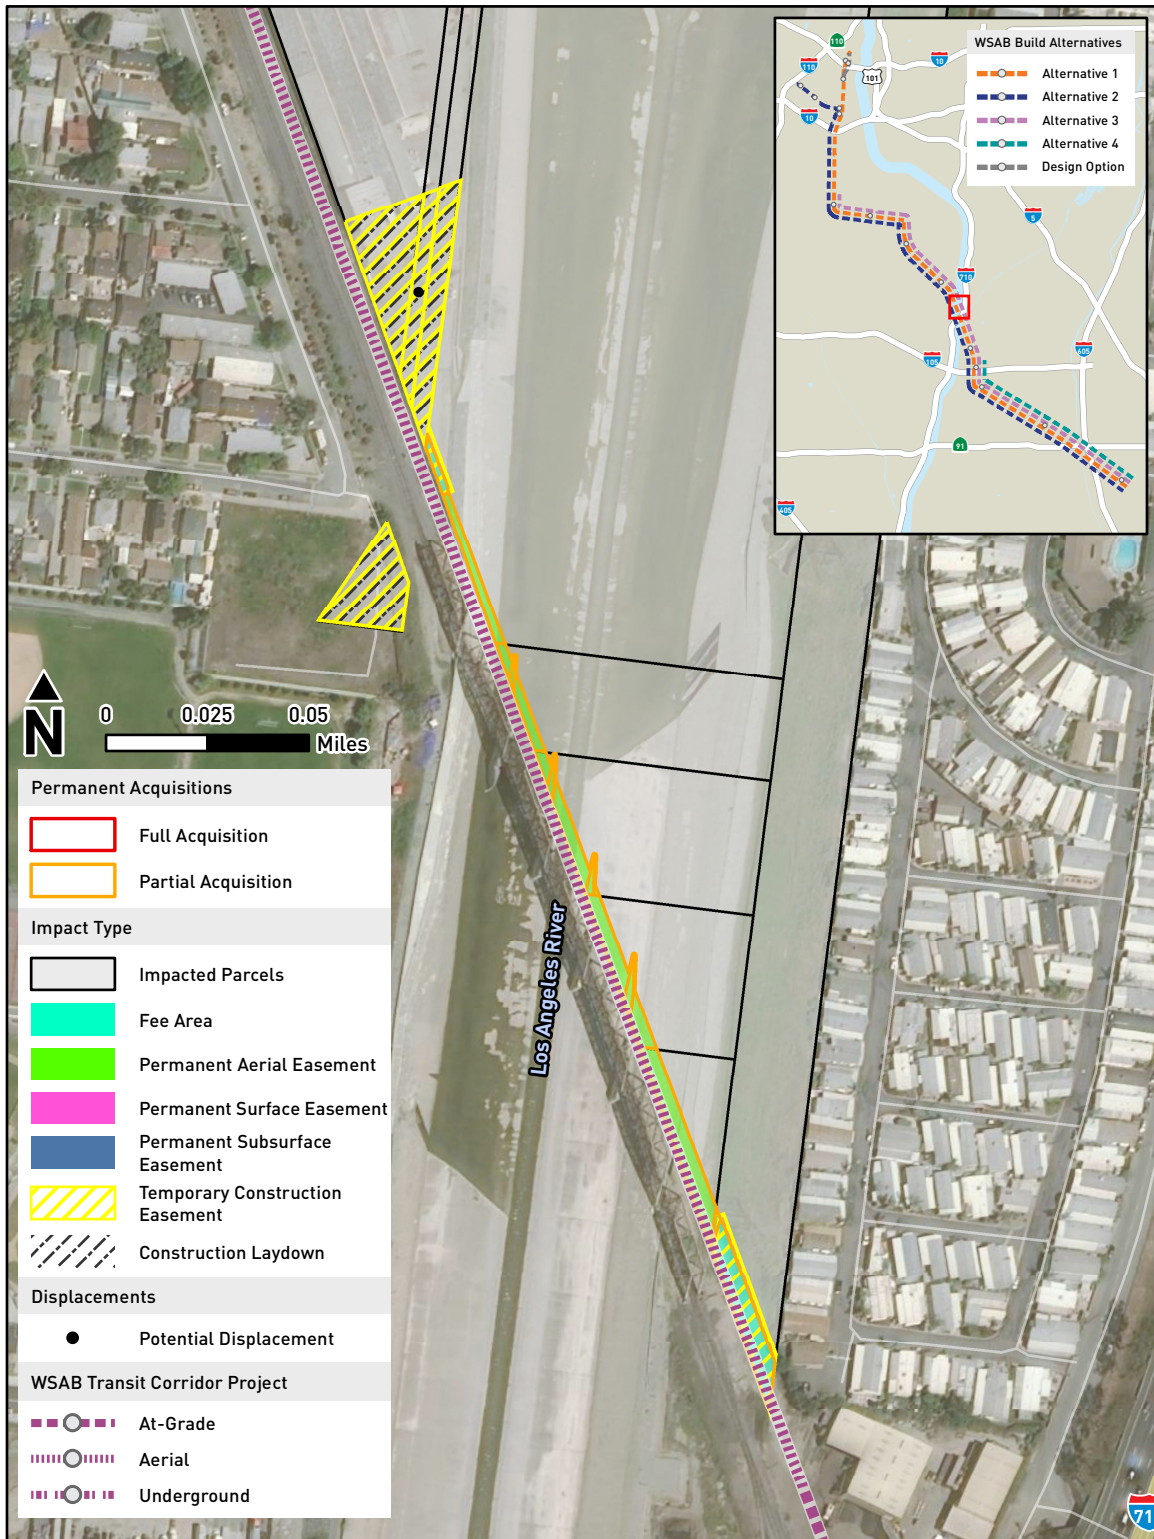 WSAB Build Alternatives
Alternative 1
Alternative 2
Alternative 3
Alternative 4
Design Option
110
10
110
101
10
5
710
105
605
91
405
N
0 0.025 0.05
Miles
Permanent Acquisitions
Full Acquisition
Partial Acquisition
Impact Type
Impacted Parcels
Fee Area
Permanent Aerial Easement
Permanent Surface Easement
Permanent Subsurface
Easement
Temporary Construction
Easement
Construction Laydown
Displacements
Potential Displacement
WSAB Transit Corridor Project
At-Grade
Aerial
Underground
Los Angeles River
71